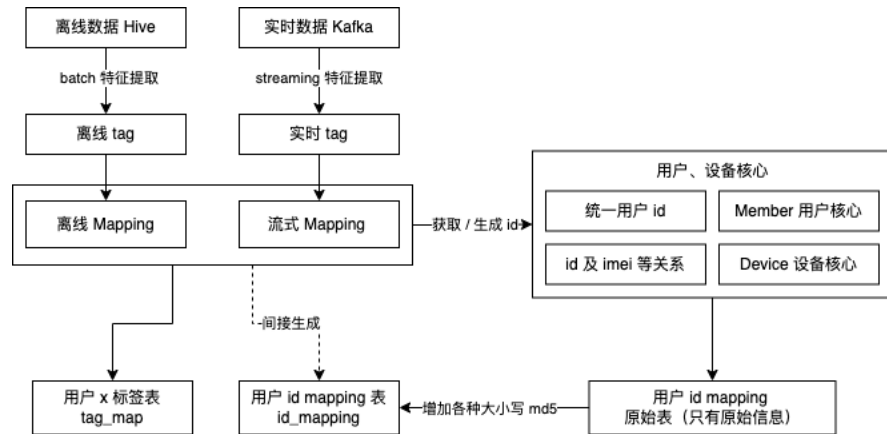 离线数据 Hive
实时数据 Kafka
batch 特征提取
streaming 特征提取
离线 tag
实时 tag
用户、设备核心
离线 Mapping
流式 Mapping
获取 / 生成 id
统一用户 id
Member 用户核心
id 及 imei 等关系
Device 设备核心
间接生成
用户 x 标签表
tag_map
用户 id mapping 表
id_mapping
增加各种大小写 md5
用户 id mapping
原始表（只有原始信息）